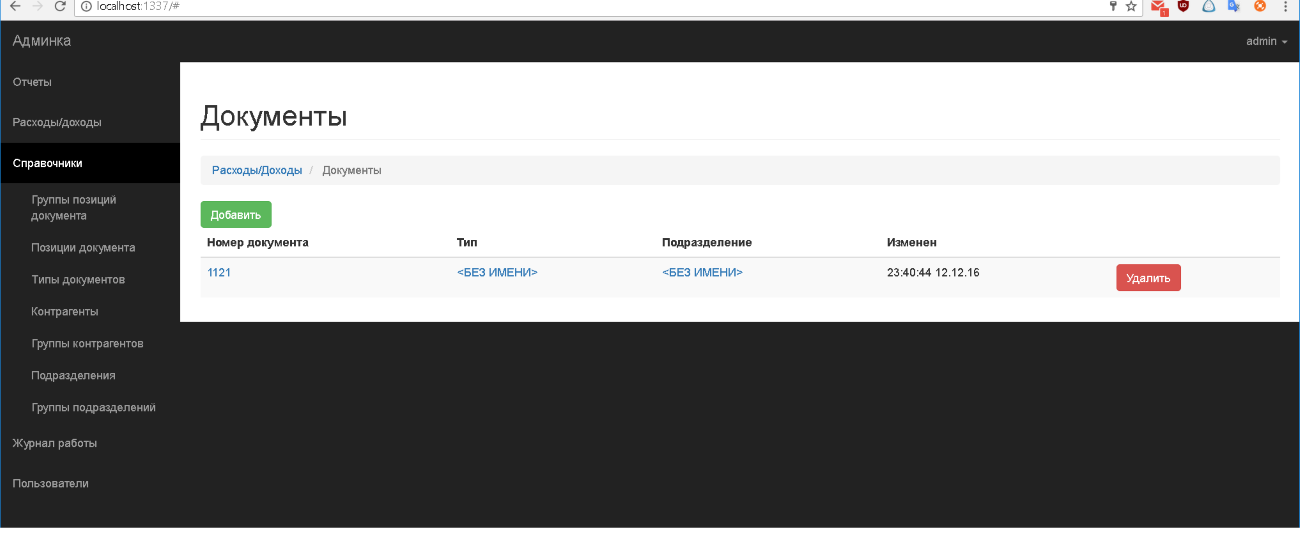 localhost:1337/#
1
Админка
admin
Отчеты
Расходы/доходы
Справочники
Группы позиций
документа
Позиции документа
Типы документов
Контрагенты
Группы контрагентов
Подразделения
Группы подразделений
Журнал работы
Пользователи
Документы
Расходы/Доходы / Документы
Добавить
Номер документа Тип Подразделение Изменен
1121 <БЕЗ ИМЕНИ> <БЕЗ ИМЕНИ> 23:40:44 12.12.16 Удалить